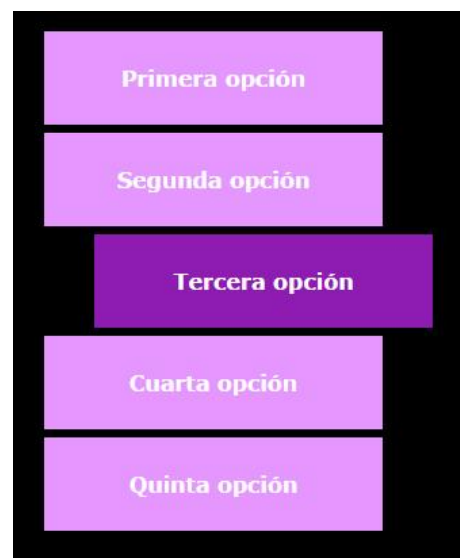 Primera opción
Segunda opción
Tercera opción
Cuarta opción
Quinta opción